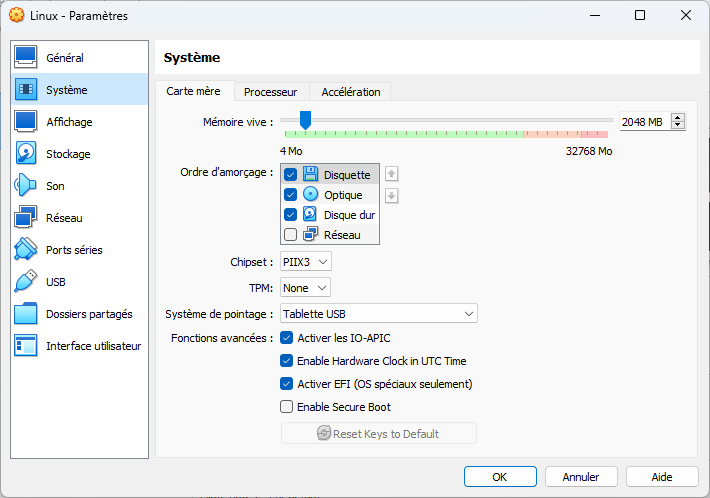 Linux - Paramètres
Général
Système
Affichage
Stockage
Son
Réseau
Ports séries
USB
Dossiers partagés
Interface utilisateur
Système
Carte mère Processeur Accélération
Mémoire vive : 2048 MB
4 Mo 32768 Mo
Ordre d'amorçage : Disquette
Optique
Disque dur
Réseau
Chipset : PIIX3
TPM: None
Système de pointage : Tablette USB
Fonctions avancées : Activer les IO-APIC
Enable Hardware Clock in UTC Time
Activer EFI (OS spéciaux seulement)
Enable Secure Boot
Reset Keys to Default
OK Annuler Aide